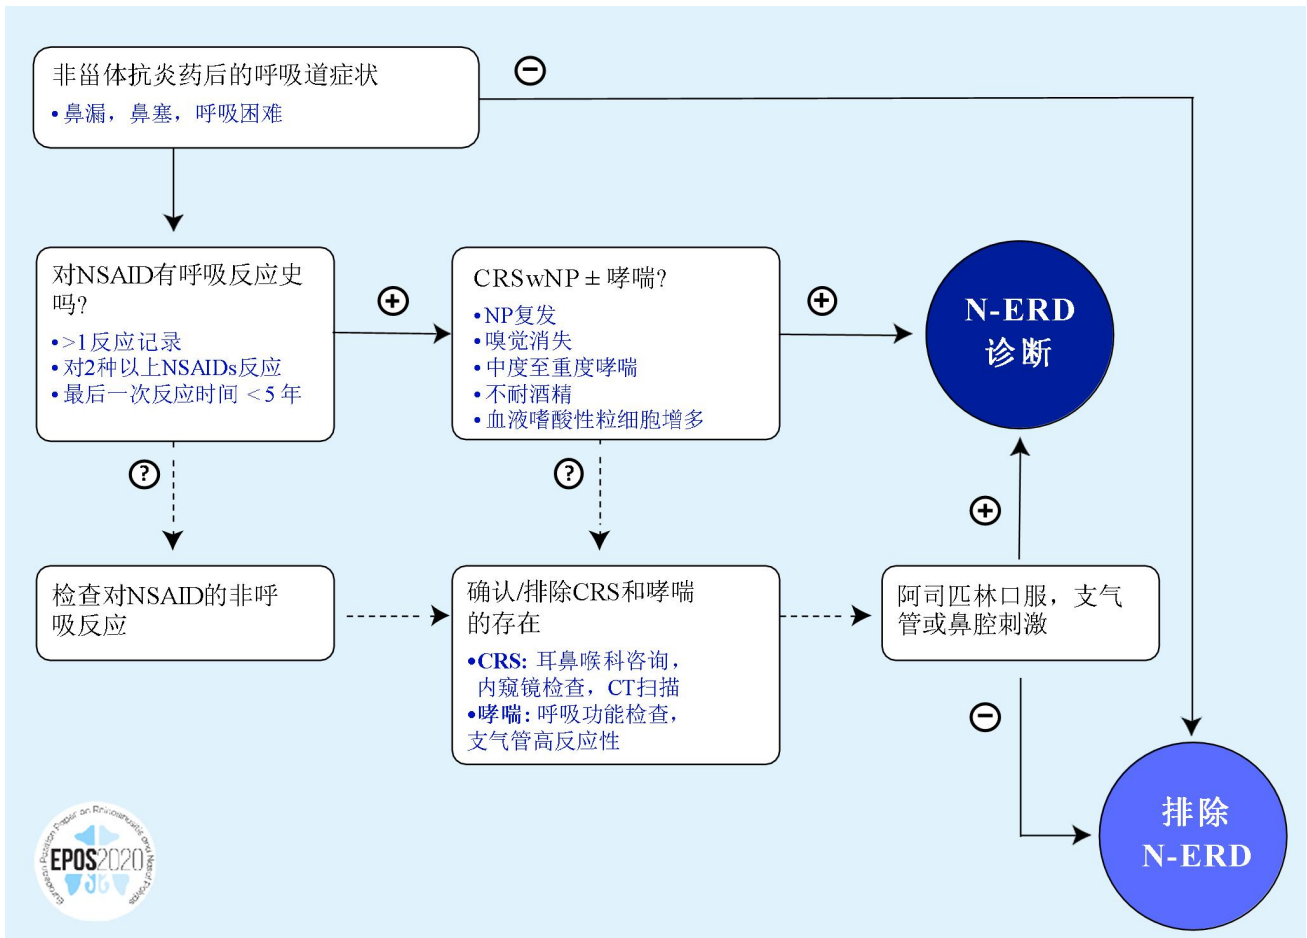 非甾体抗炎药后的呼吸道症状
•鼻漏，鼻塞，呼吸困难
−
对NSAID有呼吸反应史
吗?
•>1反应记录
•对2种以上NSAIDs反应
•最后一次反应时间 <5 年
+
CRSwNP ± 哮喘?
•NP复发
•嗅觉消失
•中度至重度哮喘
•不耐酒精
•血液嗜酸性粒细胞增多
+
N-ERD
诊断
?
?
+
检查对NSAID的非呼
吸反应
确认/排除CRS和哮喘
的存在
•CRS: 耳鼻喉科咨询，
内窥镜检查，CT扫描
•哮喘: 呼吸功能检查，
支气管高反应性
阿司匹林口服，支气
管或鼻腔刺激
−
排除
N-ERD
European Position Paper on Rhinosinusitis and Nasal Polyps
EPOS2020